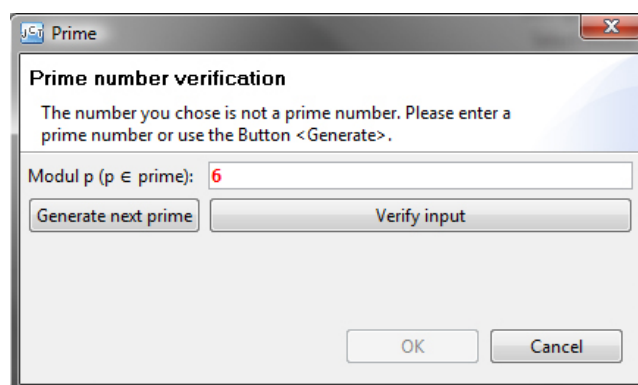 JCT Prime
Prime number verification
The number you chose is not a prime number. Please enter a
prime number or use the Button <Generate>.
Modul p (p ∈ prime): 6
Generate next prime Verify input
OK Cancel